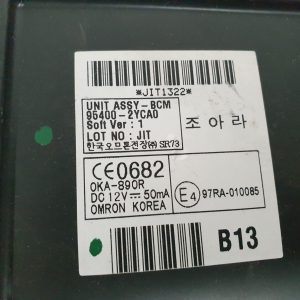 *JIT1322*
UNIT ASSY-BCM
95400-2YCA0
Soft Ver : 1
LOT NO : JIT
한국오므론전장㈜ SR73
조아라
CE0682
OKA-890R
DC 12V ⎓ 50mA
OMRON KOREA
E4 97RA-010085
B13